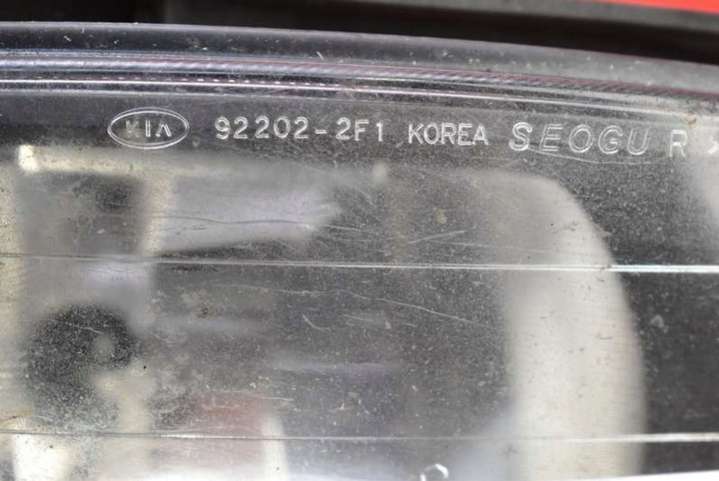 KIA 92202-2F1 KOREA SEOGU R